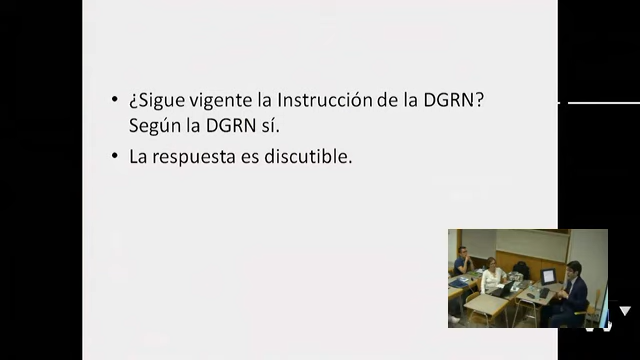 • ¿Sigue vigente la Instrucción de la DGRN?
Según la DGRN sí.
• La respuesta es discutible.